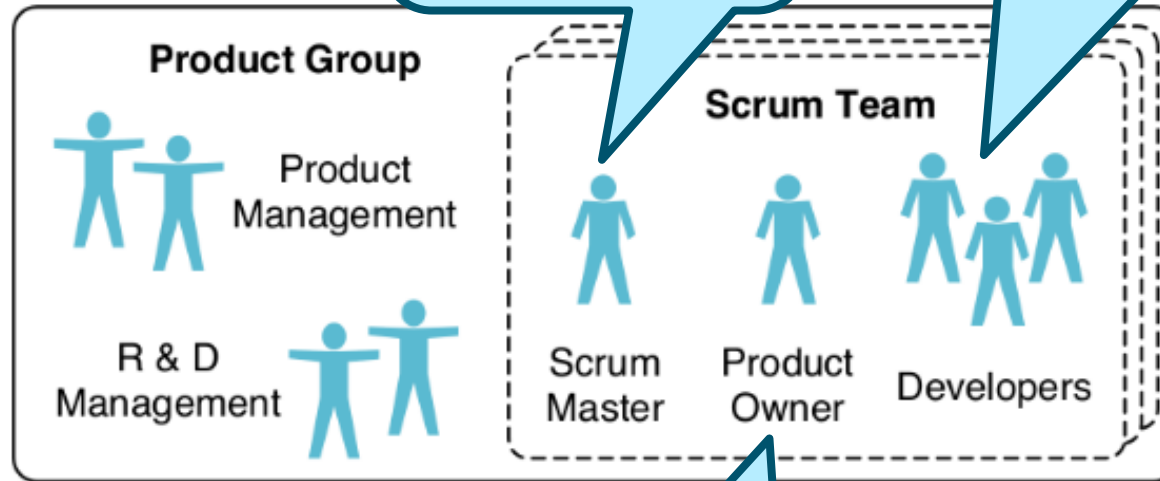 Product Group
Product
Management
R & D
Management
Scrum Team
Scrum
Master
Product
Owner
Developers